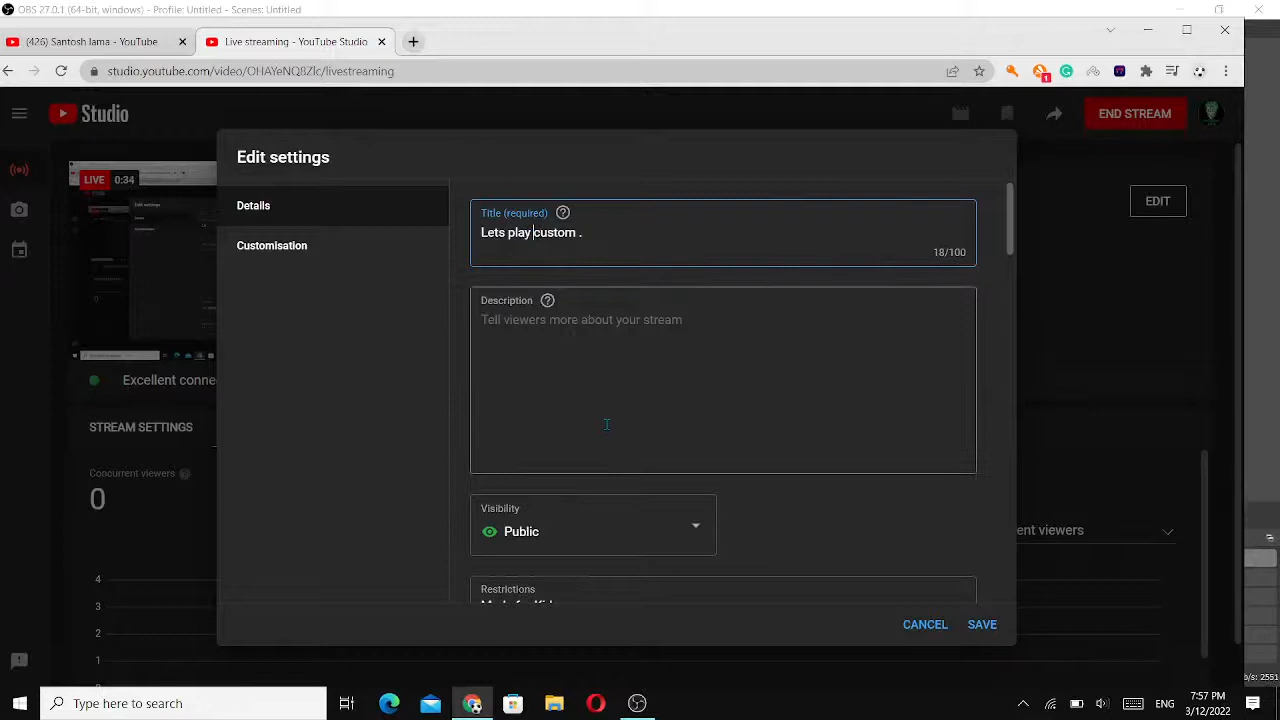 OBS 27.0.1 (64-bit, windows) - Profile: Untitled - Scenes: Untitled
(426) Santosh lama - YouTube
Live streaming - YouTube Studio
studio.youtube.com/video/OHAYeNQ8ZIc/livestreaming
1
Studio
END STREAM
Edit settings
LIVE 0:34
EDIT
Details
Title (required)
Lets play custom .
Customisation
18/100
Description
Tell viewers more about your stream
Excellent conne
STREAM SETTINGS
Concurrent viewers
0
Visibility
Public
ent viewers
Restrictions
4
3
2
1
CANCEL SAVE
b/s: 2551
Type here to search
ENG
7:57 PM
3/12/2022